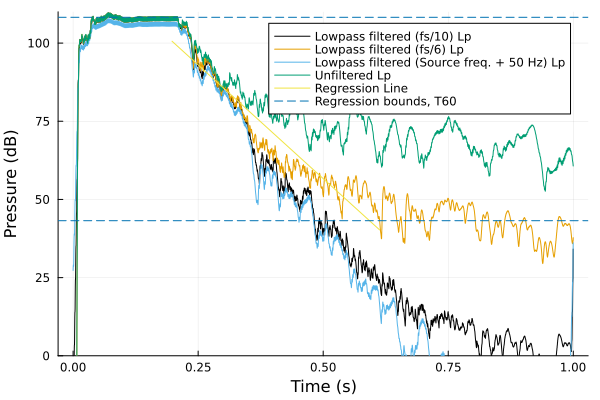 Lowpass filtered (fs/10) Lp
Lowpass filtered (fs/6) Lp
Lowpass filtered (Source freq. + 50 Hz) Lp
Unfiltered Lp
Regression Line
Regression bounds, T60
Pressure (dB)
100
75
50
25
0
0.00 0.25 0.50 0.75 1.00
Time (s)